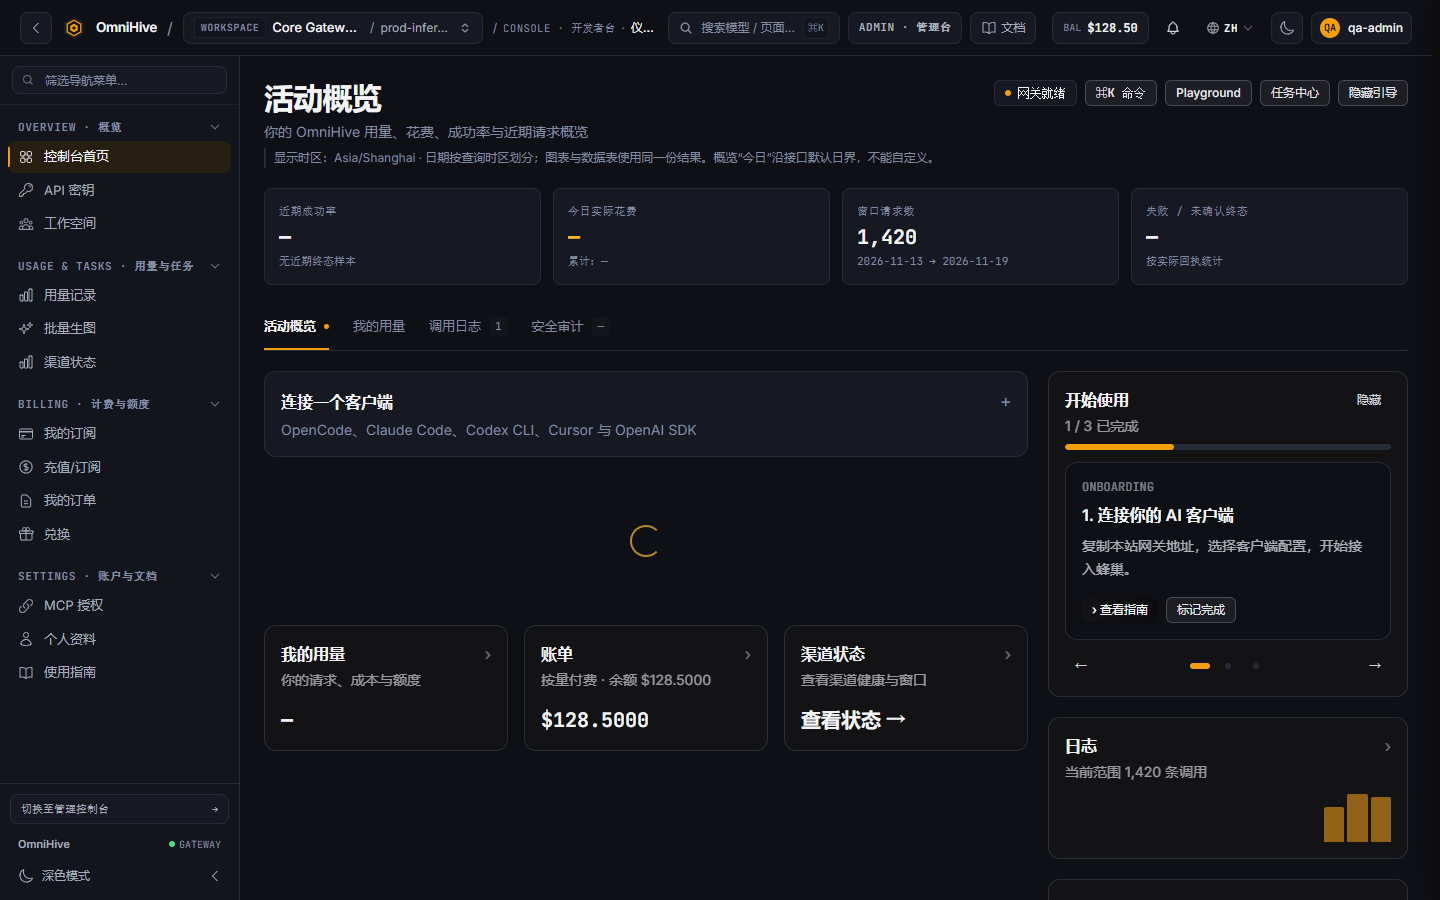 OmniHive / WORKSPACE Core Gatew... / prod-infer... / CONSOLE · 开发者台 · 仪... 搜索模型 / 页面... ⌘K ADMIN · 管理台 文档 BAL $128.50 ZH QA qa-admin
筛选导航菜单...
OVERVIEW · 概览
控制台首页
API 密钥
工作空间
USAGE & TASKS · 用量与任务
用量记录
批量生图
渠道状态
BILLING · 计费与额度
我的订阅
充值/订阅
我的订单
兑换
SETTINGS · 账户与文档
MCP 授权
个人资料
使用指南
切换至管理控制台 →
OmniHive GATEWAY
深色模式
活动概览
网关就绪 ⌘K 命令 Playground 任务中心 隐藏引导
你的 OmniHive 用量、花费、成功率与近期请求概览
显示时区：Asia/Shanghai · 日期按查询时区划分；图表与数据表使用同一份结果。概览“今日”沿接口默认日界，不能自定义。
近期成功率
—
无近期终态样本
今日实际花费
—
累计：—
窗口请求数
1,420
2026-11-13 → 2026-11-19
失败 / 未确认终态
—
按实际回执统计
活动概览 我的用量 调用日志 1 安全审计 —
连接一个客户端 +
OpenCode、Claude Code、Codex CLI、Cursor 与 OpenAI SDK
我的用量 ›
你的请求、成本与额度
—
账单 ›
按量付费 · 余额 $128.5000
$128.5000
渠道状态 ›
查看渠道健康与窗口
查看状态 →
开始使用 隐藏
1 / 3 已完成
ONBOARDING
1. 连接你的 AI 客户端
复制本站网关地址，选择客户端配置，开始接
入蜂巢。
› 查看指南 标记完成
← →
日志 ›
当前范围 1,420 条调用